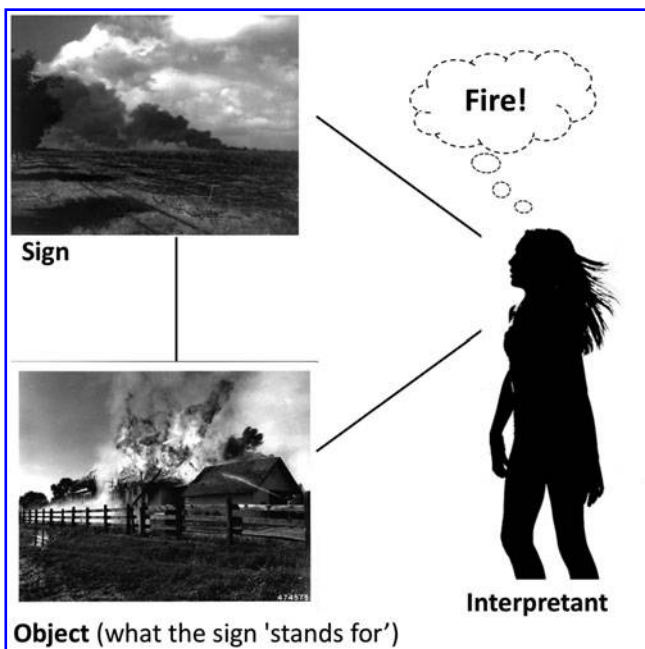 Fire!
Sign
474575
Interpretant
Object (what the sign 'stands for')